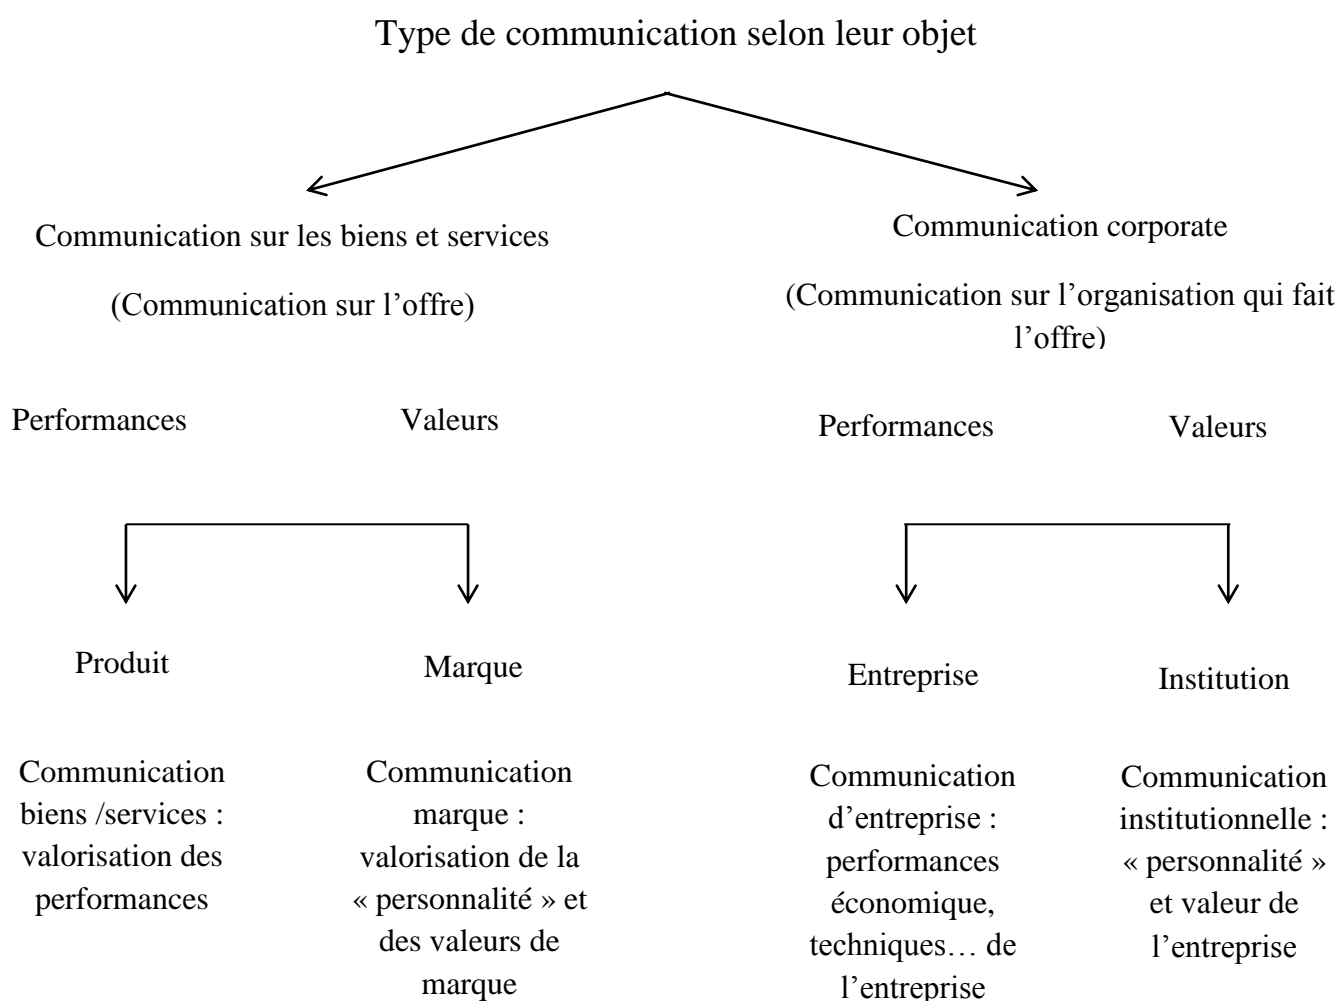 Type de communication selon leur objet
Communication sur les biens et services
(Communication sur l’offre)
Communication corporate
(Communication sur l’organisation qui fait
l’offre)
Performances
Valeurs
Performances
Valeurs
Produit
Marque
Entreprise
Institution
Communication
biens /services :
valorisation des
performances
Communication
marque :
valorisation de la
« personnalité » et
des valeurs de
marque
Communication
d’entreprise :
performances
économique,
techniques… de
l’entreprise
Communication
institutionnelle :
« personnalité »
et valeur de
l’entreprise